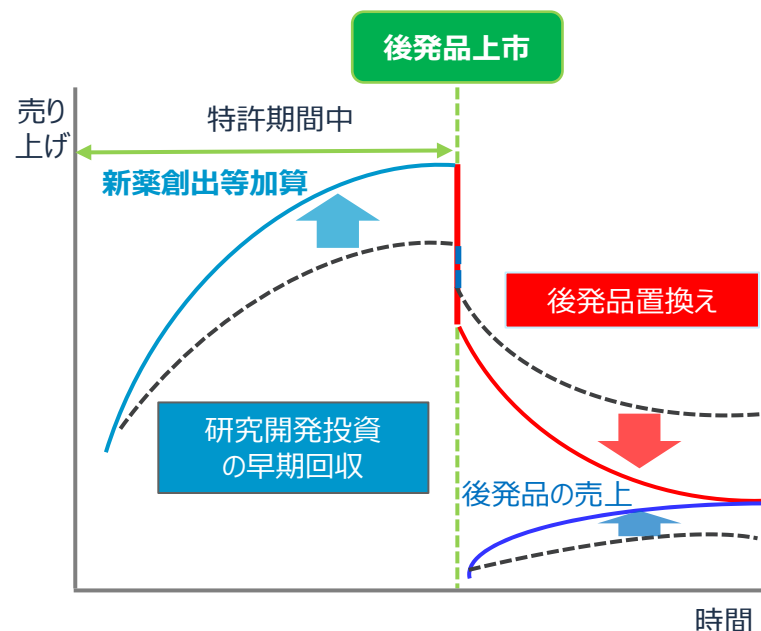 後発品上市
売り
上げ
特許期間中
新薬創出等加算
後発品置換え
研究開発投資
の早期回収
後発品の売上
時間